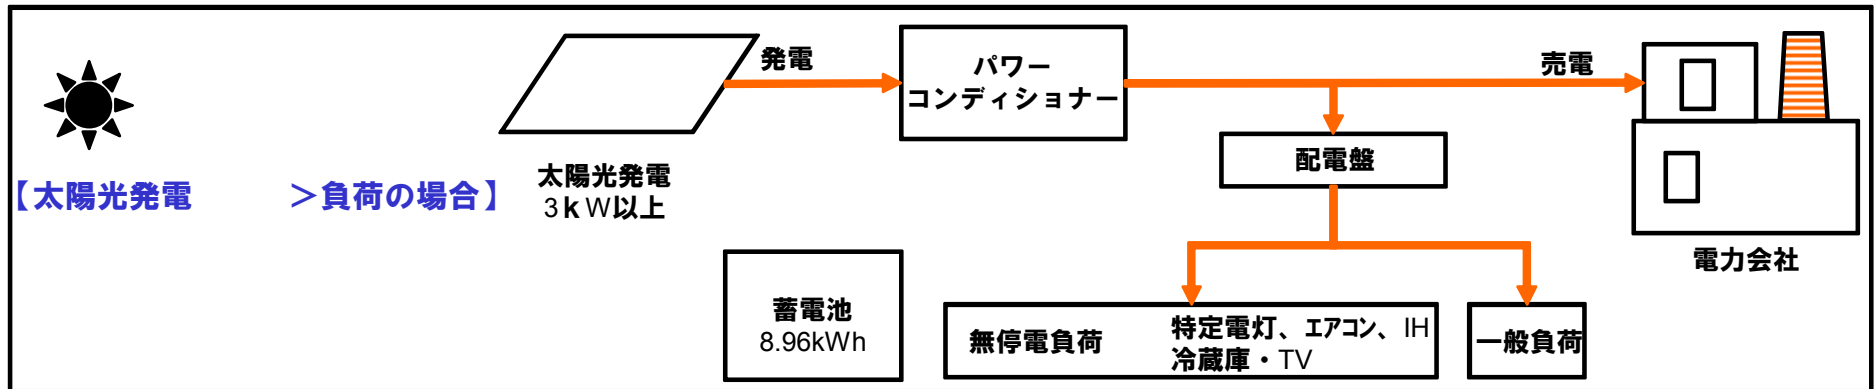 発電
パワー
コンディショナー
売電
配電盤
【太陽光発電 ＞負荷の場合】
太陽光発電
3ｋW以上
電力会社
蓄電池
8.96kWh
無停電負荷
特定電灯、エアコン、IH
冷蔵庫・TV
一般負荷